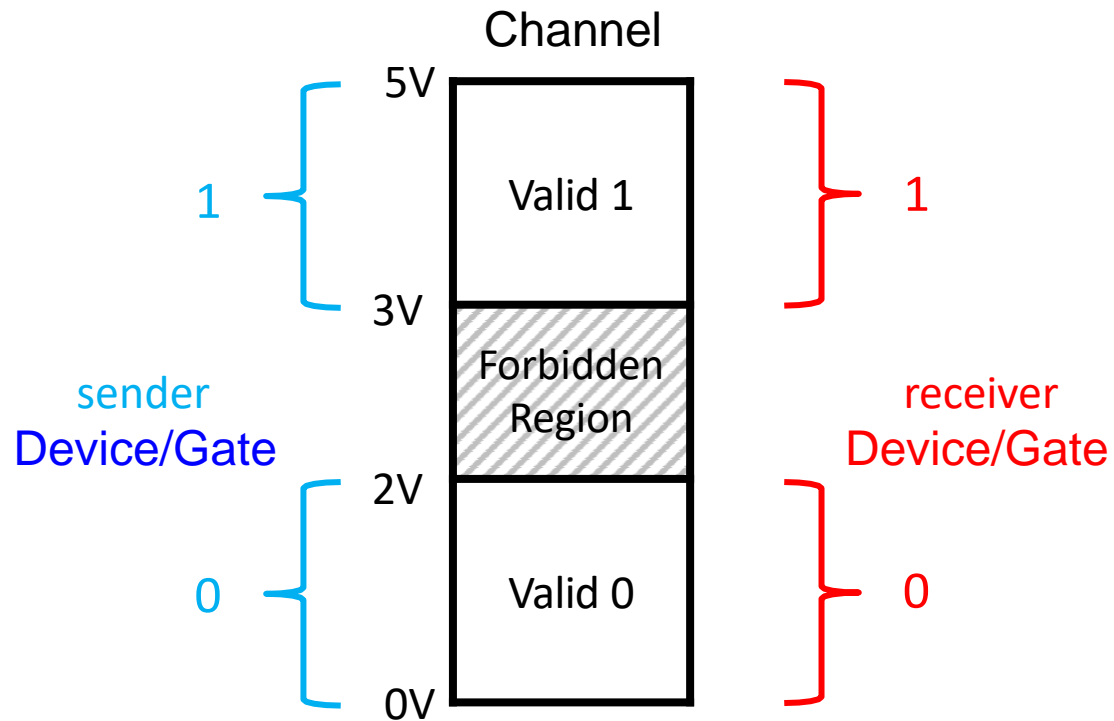 Channel
5V
1
Valid 1
1
3V
Forbidden
Region
sender
Device/Gate
receiver
Device/Gate
2V
0
Valid 0
0
0V